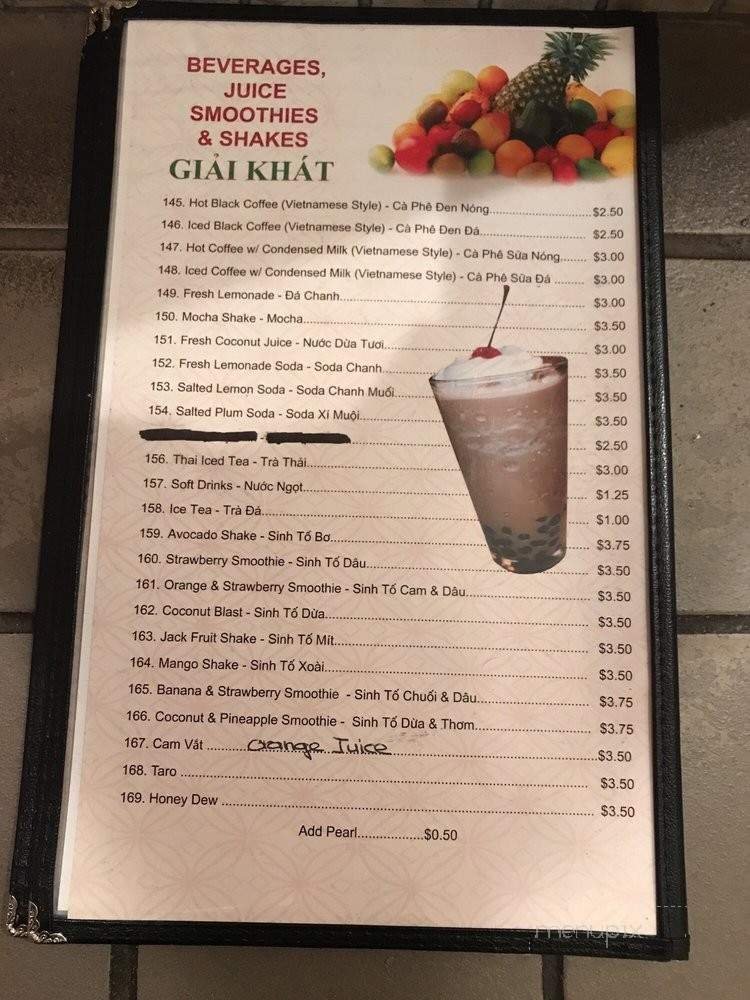 BEVERAGES,
JUICE
SMOOTHIES
& SHAKES
GIẢI KHÁT
145. Hot Black Coffee (Vietnamese Style) - Cà Phê Đen Nóng..............................$2.50
146. Iced Black Coffee (Vietnamese Style) - Cà Phê Đen Đá.............................. $2.50
147. Hot Coffee w/ Condensed Milk (Vietnamese Style) - Cà Phê Sữa Nóng....... $3.00
148. Iced Coffee w/ Condensed Milk (Vietnamese Style) - Cà Phê Sữa Đá ......... $3.00
149. Fresh Lemonade - Đá Chanh.............................. $3.00
150. Mocha Shake - Mocha.............................. $3.50
151. Fresh Coconut Juice - Nước Dừa Tươi.............................. $3.00
152. Fresh Lemonade Soda - Soda Chanh.............................. $3.50
153. Salted Lemon Soda - Soda Chanh Muối.............................. $3.50
154. Salted Plum Soda - Soda Xí Muội.............................. $3.50
- .............................. $2.50
156. Thai Iced Tea - Trà Thải.............................. $3.00
157. Soft Drinks - Nước Ngọt.............................. $1.25
158. Ice Tea - Trà Đá.............................. $1.00
159. Avocado Shake - Sinh Tố Bơ.............................. $3.75
160. Strawberry Smoothie - Sinh Tố Dâu.............................. $3.50
161. Orange & Strawberry Smoothie - Sinh Tố Cam & Dâu.............................. $3.50
162. Coconut Blast - Sinh Tố Dừa.............................. $3.50
163. Jack Fruit Shake - Sinh Tố Mít.............................. $3.50
164. Mango Shake - Sinh Tố Xoài.............................. $3.50
165. Banana & Strawberry Smoothie - Sinh Tố Chuối & Dâu.............................. $3.75
166. Coconut & Pineapple Smoothie - Sinh Tố Dừa & Thơm.............................. $3.75
167. Cam Vắt .......Orange Juice..............................$3.50
168. Taro .............................. $3.50
169. Honey Dew .............................. $3.50
Add Pearl..................$0.50
menupix